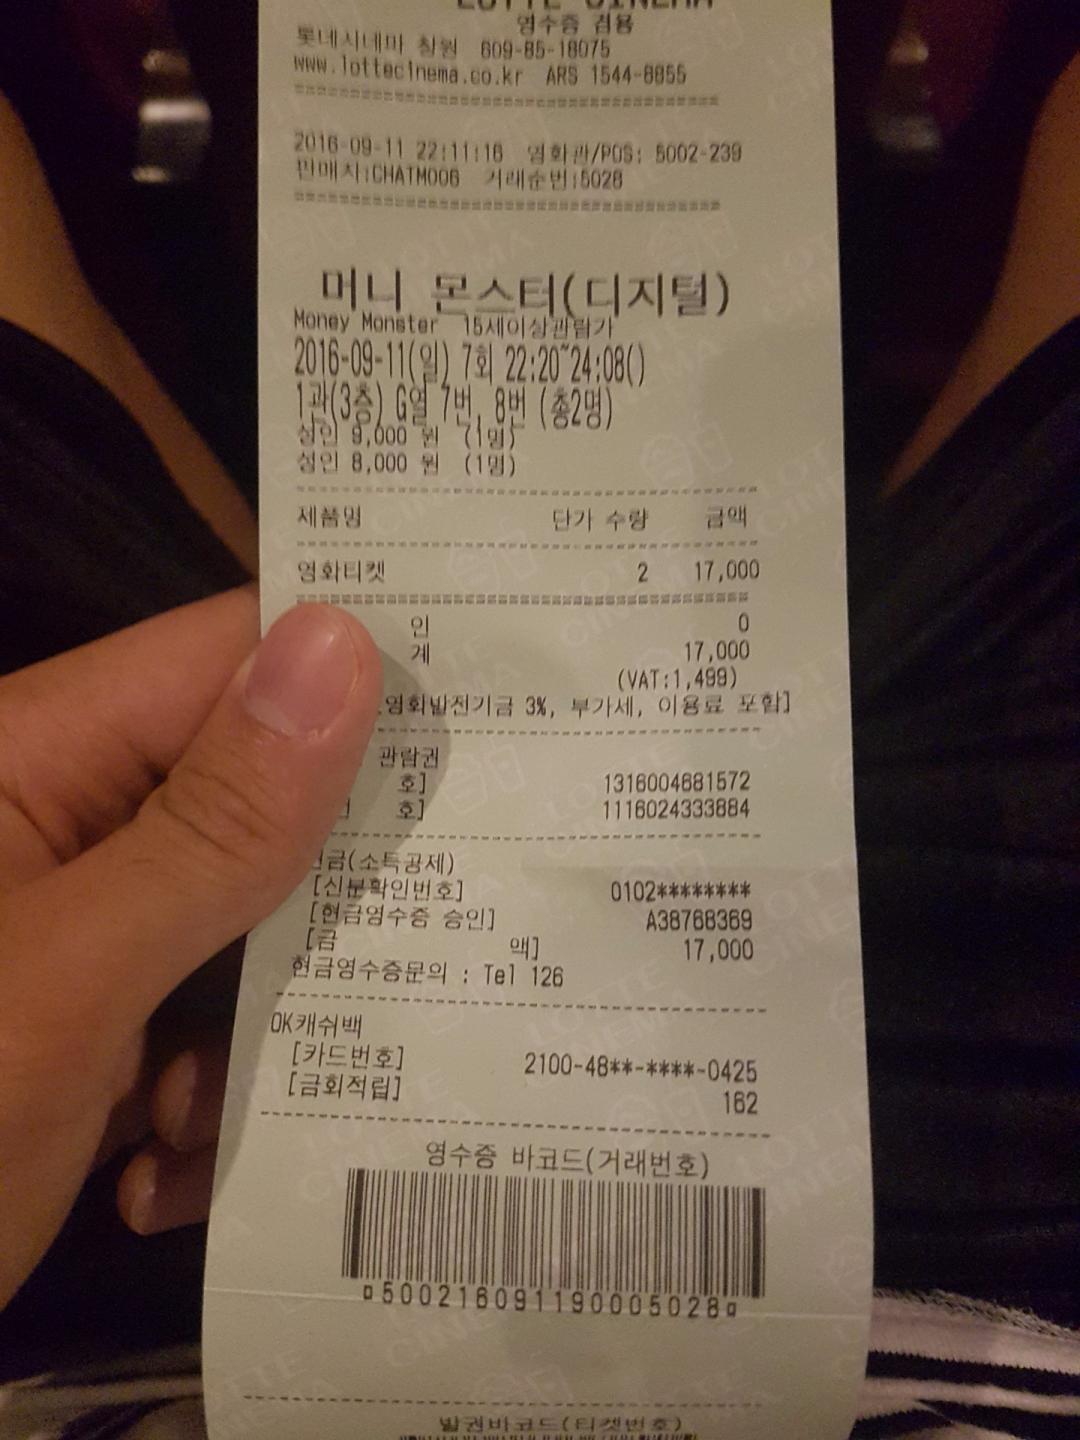 LOTTE CINEMA
영수증 겸용
롯데시네마 창원 609-85-18075
www.lottecinema.co.kr ARS 1544-8855
2016-09-11 22:11:16 영화관/POS: 5002-239
판매자:CHATM006 거래순번:5028
머니 몬스터(디지털)
Money Monster 15세이상관람가
2016-09-11(일) 7회 22:20~24:08()
1관(3층) G열 7번, 8번 (총2명)
성인 9,000 원 (1명)
성인 8,000 원 (1명)
제품명 단가 수량 금액
영화티켓 2 17,000
인 0
계 17,000
(VAT:1,499)
영화발전기금 3%, 부가세, 이용료 포함]
관람권
호] 1316004681572
호] 1116024333884
현금(소득공제)
[신분확인번호] 0102********
[현금영수증 승인] A38768369
[금 액] 17,000
현금영수증문의 : Tel 126
OK캐쉬백
[카드번호] 2100-48**-****-0425
[금회적립] 162
영수증 바코드(거래번호)
¤500216091190005028¤
발권바코드(티켓번호)